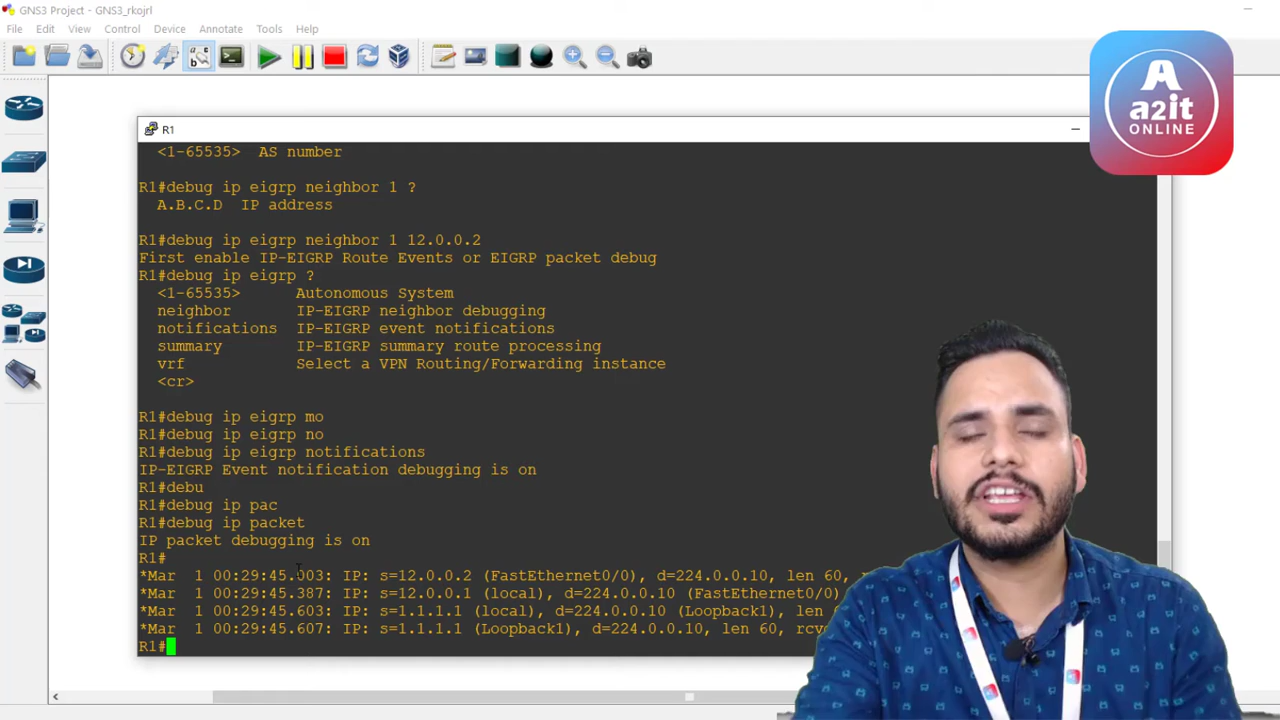 GNS3 Project - GNS3_rkojrl
File Edit View Control Device Annotate Tools Help
A
a2it
ONLINE
R1
<1-65535> AS number
R1#debug ip eigrp neighbor 1 ?
A.B.C.D IP address
R1#debug ip eigrp neighbor 1 12.0.0.2
First enable IP-EIGRP Route Events or EIGRP packet debug
R1#debug ip eigrp ?
<1-65535> Autonomous System
neighbor IP-EIGRP neighbor debugging
notifications IP-EIGRP event notifications
summary IP-EIGRP summary route processing
vrf Select a VPN Routing/Forwarding instance
<cr>
R1#debug ip eigrp mo
R1#debug ip eigrp no
R1#debug ip eigrp notifications
IP-EIGRP Event notification debugging is on
R1#debu
R1#debug ip pac
R1#debug ip packet
IP packet debugging is on
R1#
*Mar 1 00:29:45.003: IP: s=12.0.0.2 (FastEthernet0/0), d=224.0.0.10, len 60, r
*Mar 1 00:29:45.387: IP: s=12.0.0.1 (local), d=224.0.0.10 (FastEthernet0/0)
*Mar 1 00:29:45.603: IP: s=1.1.1.1 (local), d=224.0.0.10 (Loopback1), len
*Mar 1 00:29:45.607: IP: s=1.1.1.1 (Loopback1), d=224.0.0.10, len 60, rcv
R1#